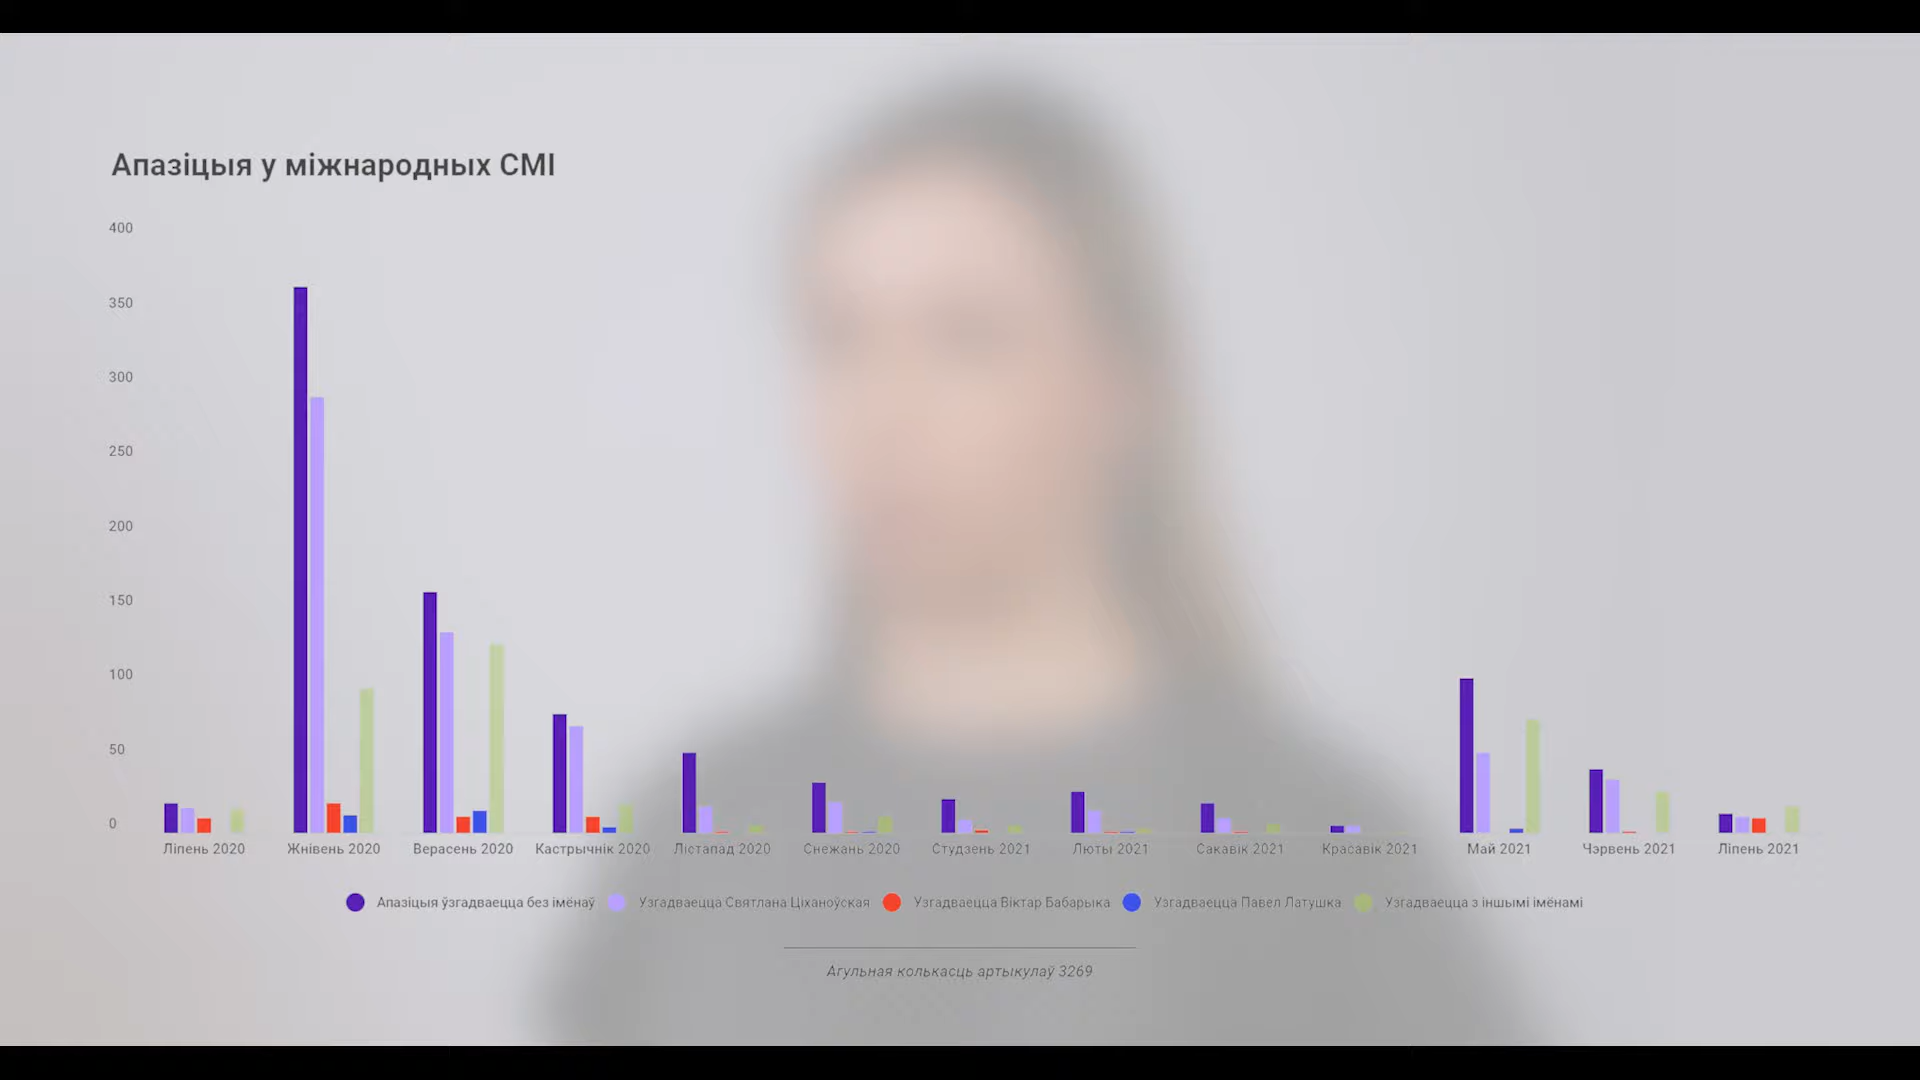 Апазіцыя у міжнародных СМІ
400
350
300
250
200
150
100
50
0
Ліпень 2020 Жнівень 2020 Верасень 2020 Кастрычнік 2020 Лістапад 2020 Снежань 2020 Студзень 2021 Люты 2021 Сакавік 2021 Красавік 2021 Май 2021 Чэрвень 2021 Ліпень 2021
Апазіцыя ўзгадваецца без імёнаў Узгадваецца Святлана Ціханоўская Узгадваецца Віктар Бабарыка Узгадваецца Павел Латушка Узгадваецца з іншымі імёнамі
Агульная колькасць артыкулаў 3269